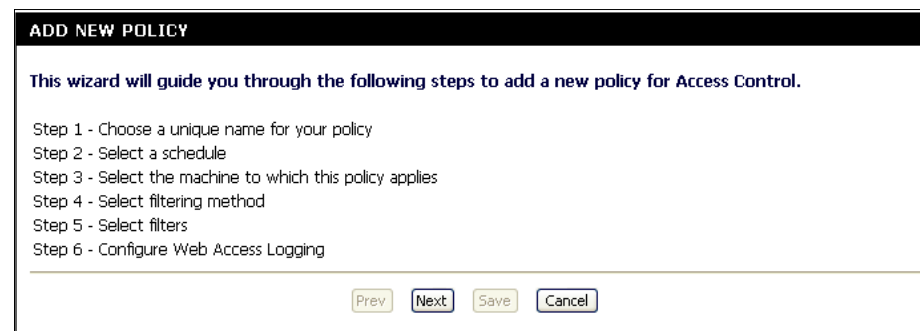 ADD NEW POLICY
This wizard will guide you through the following steps to add a new policy for Access Control.
Step 1 - Choose a unique name for your policy
Step 2 - Select a schedule
Step 3 - Select the machine to which this policy applies
Step 4 - Select filtering method
Step 5 - Select filters
Step 6 - Configure Web Access Logging
Prev Next Save Cancel